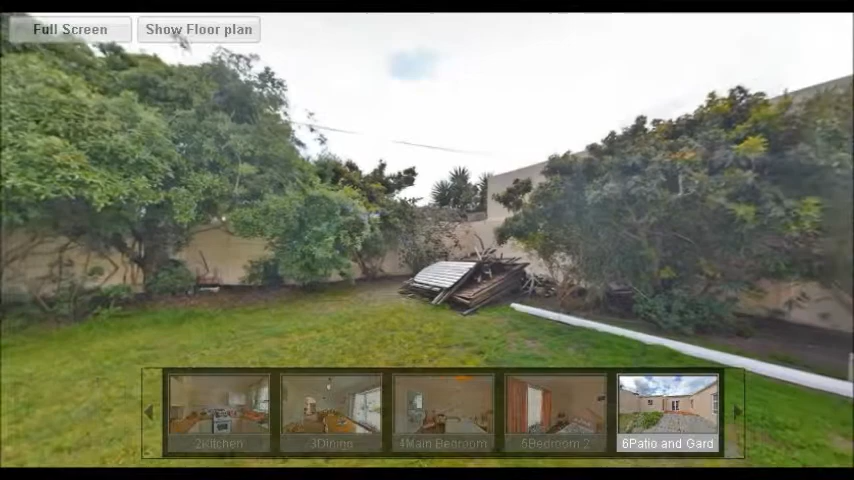 Full Screen
Show Floor plan
2Kitchen
3Dining
4Main Bedroom
5Bedroom 2
6Patio and Gard